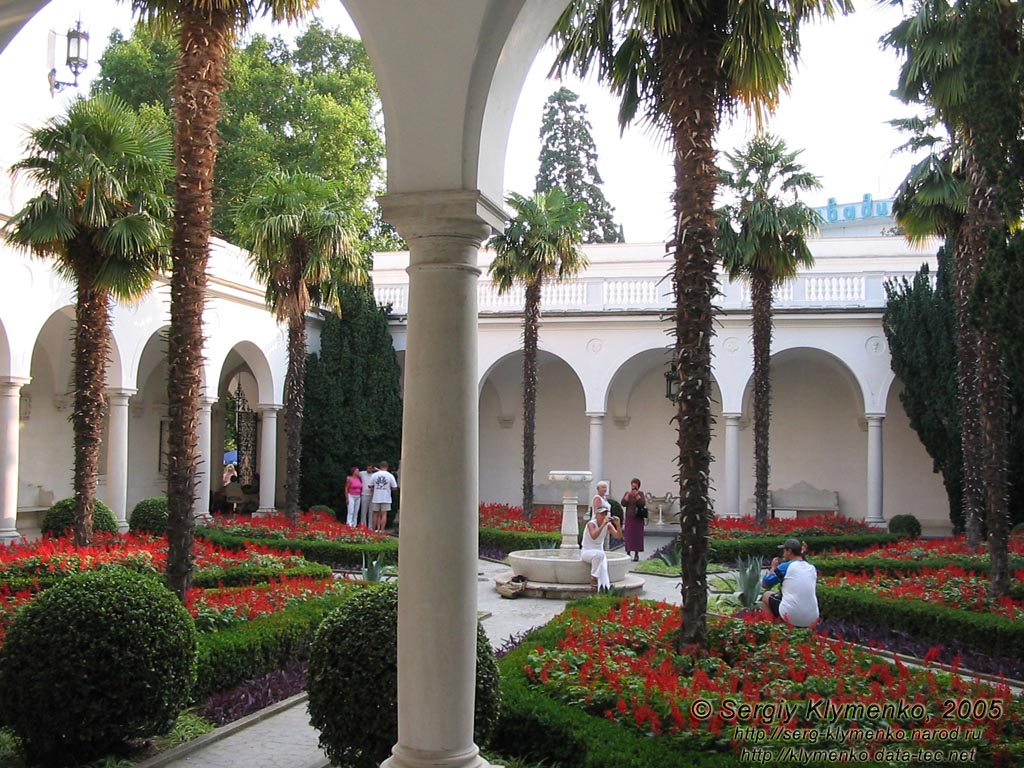 © Sergiy Klymenko, 2005
http://serg-klymenko.narod.ru
http://klymenko.data-tec.net